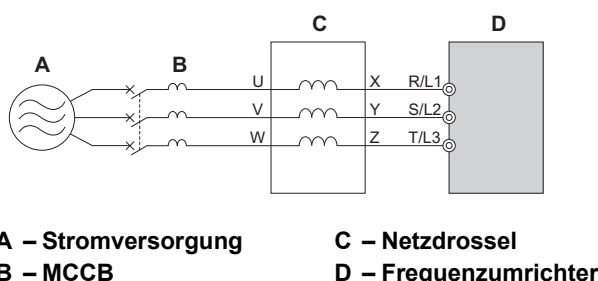 C D
A B
U X R/L1
V Y S/L2
W Z T/L3
A – Stromversorgung C – Netzdrossel
B – MCCB D – Frequenzumrichter